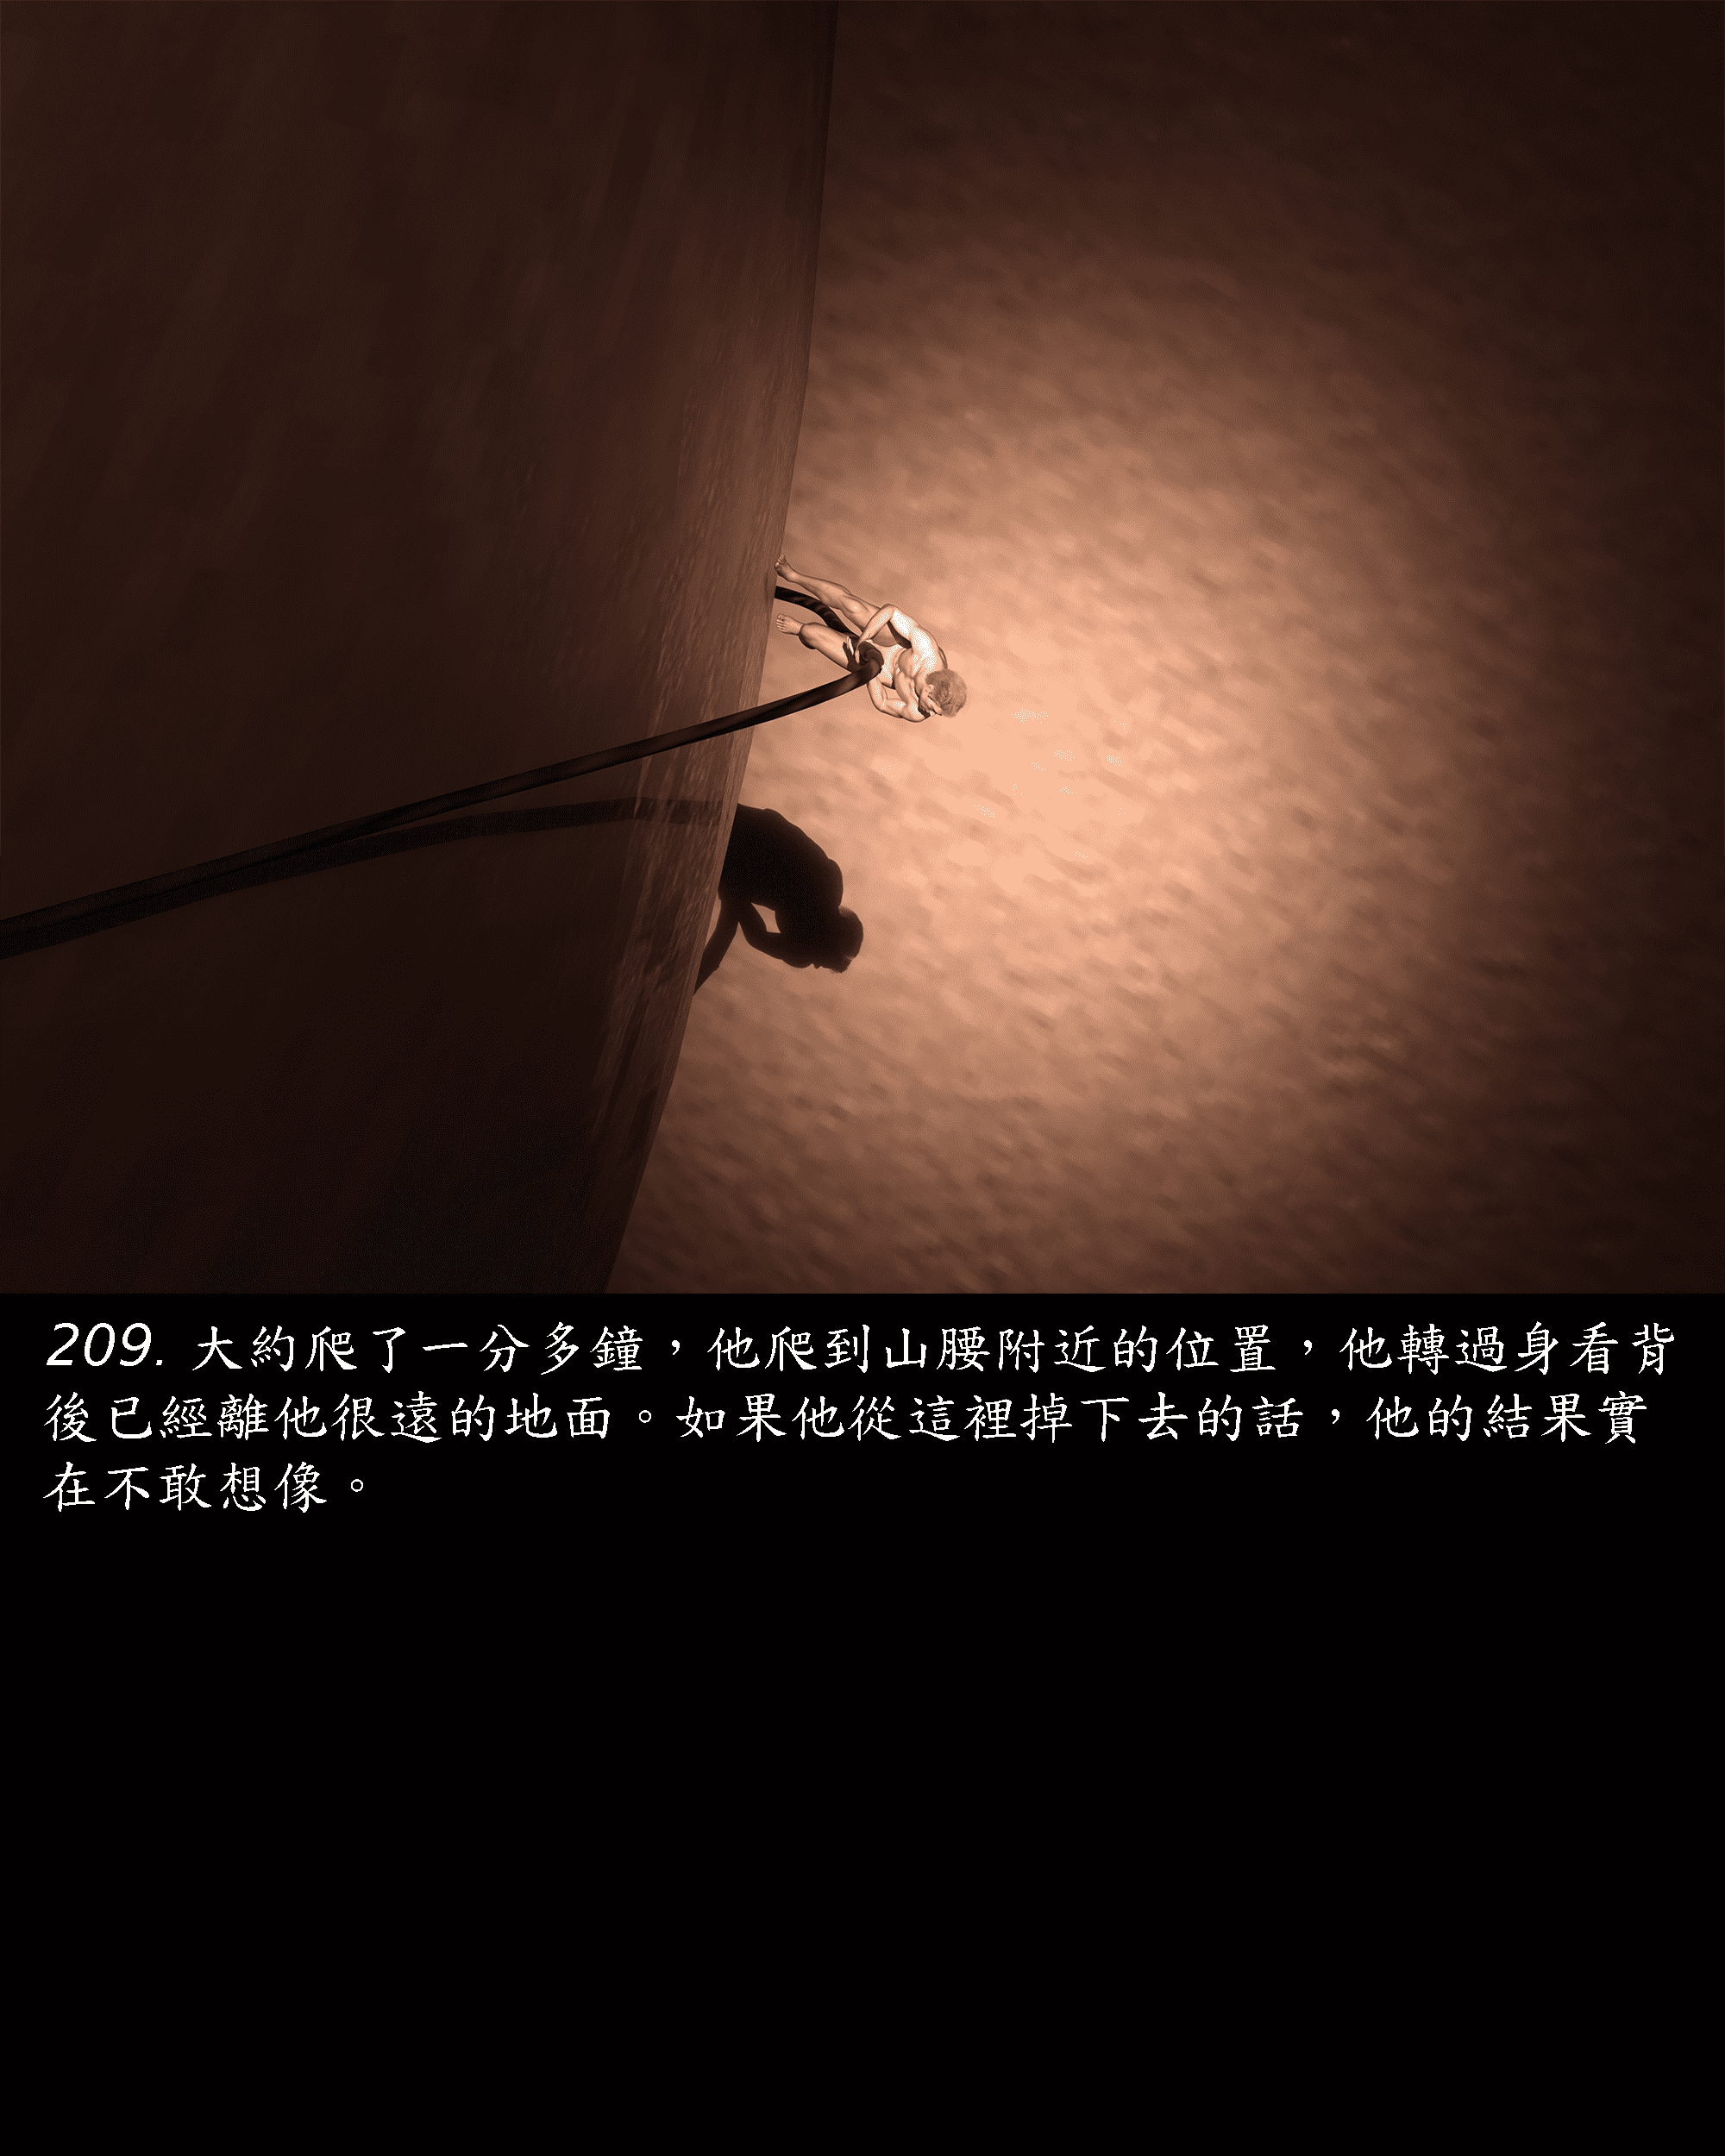 209. 大約爬了一分多鐘，他爬到山腰附近的位置，他轉過身看背
後已經離他很遠的地面。如果他從這裡掉下去的話，他的結果實
在不敢想像。